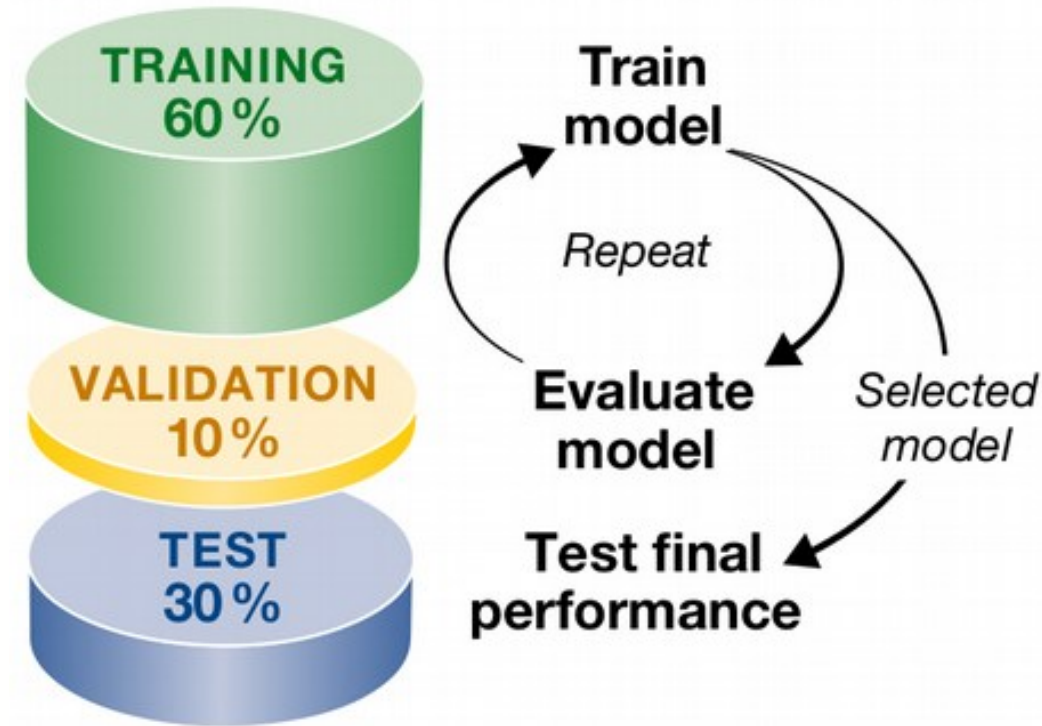 TRAINING
60 %
VALIDATION
10 %
TEST
30 %
Train
model
Repeat
Evaluate
model
Selected
model
Test final
performance